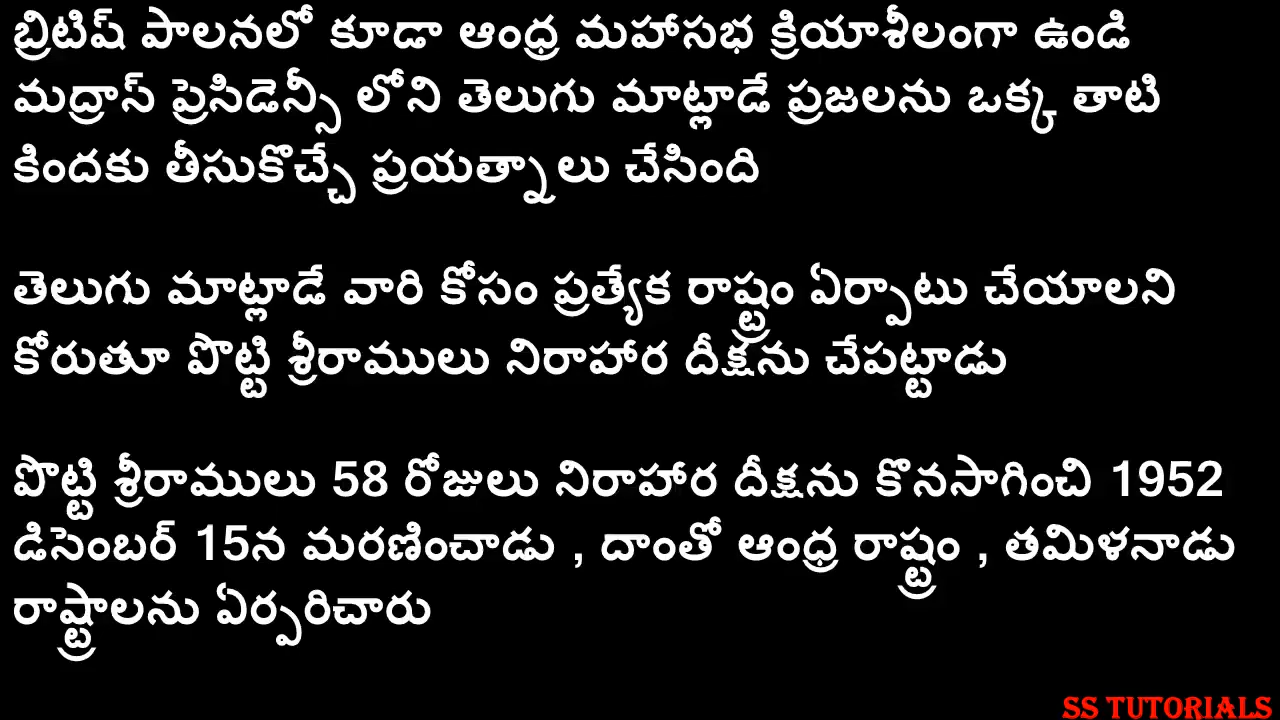 బ్రిటిష్ పాలనలో కూడా ఆంధ్ర మహాసభ క్రియాశీలంగా ఉండి
మద్రాస్ ప్రెసిడెన్సీ లోని తెలుగు మాట్లాడే ప్రజలను ఒక్క తాటి
కిందకు తీసుకొచ్చే ప్రయత్నాలు చేసింది
తెలుగు మాట్లాడే వారి కోసం ప్రత్యేక రాష్ట్రం ఏర్పాటు చేయాలని
కోరుతూ పొట్టి శ్రీరాములు నిరాహార దీక్షను చేపట్టాడు
పొట్టి శ్రీరాములు 58 రోజులు నిరాహార దీక్షను కొనసాగించి 1952
డిసెంబర్ 15న మరణించాడు , దాంతో ఆంధ్ర రాష్ట్రం , తమిళనాడు
రాష్ట్రాలను ఏర్పరిచారు
SS TUTORIALS